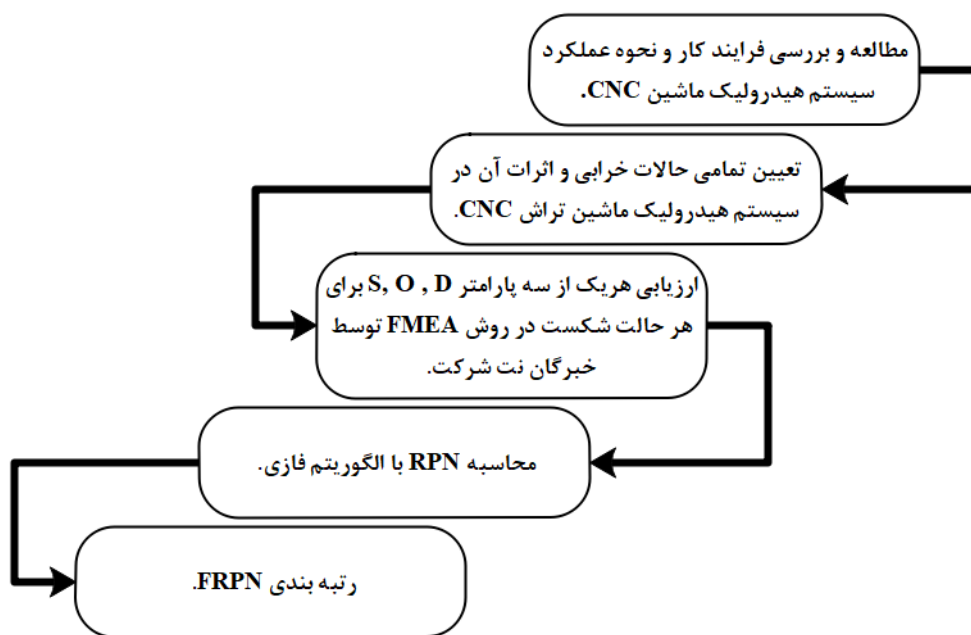 مطالعه و بررسی فرایند کار و نحوه عملکرد
سیستم هیدرولیک ماشین CNC.
تعیین تمامی حالات خرابی و اثرات آن در
سیستم هیدرولیک ماشین تراش CNC.
ارزیابی هریک از سه پارامتر S, O , D برای
هر حالت شکست در روش FMEA توسط
خبرگان نت شرکت.
محاسبه RPN با الگوریتم فازی.
رتبه بندی FRPN.